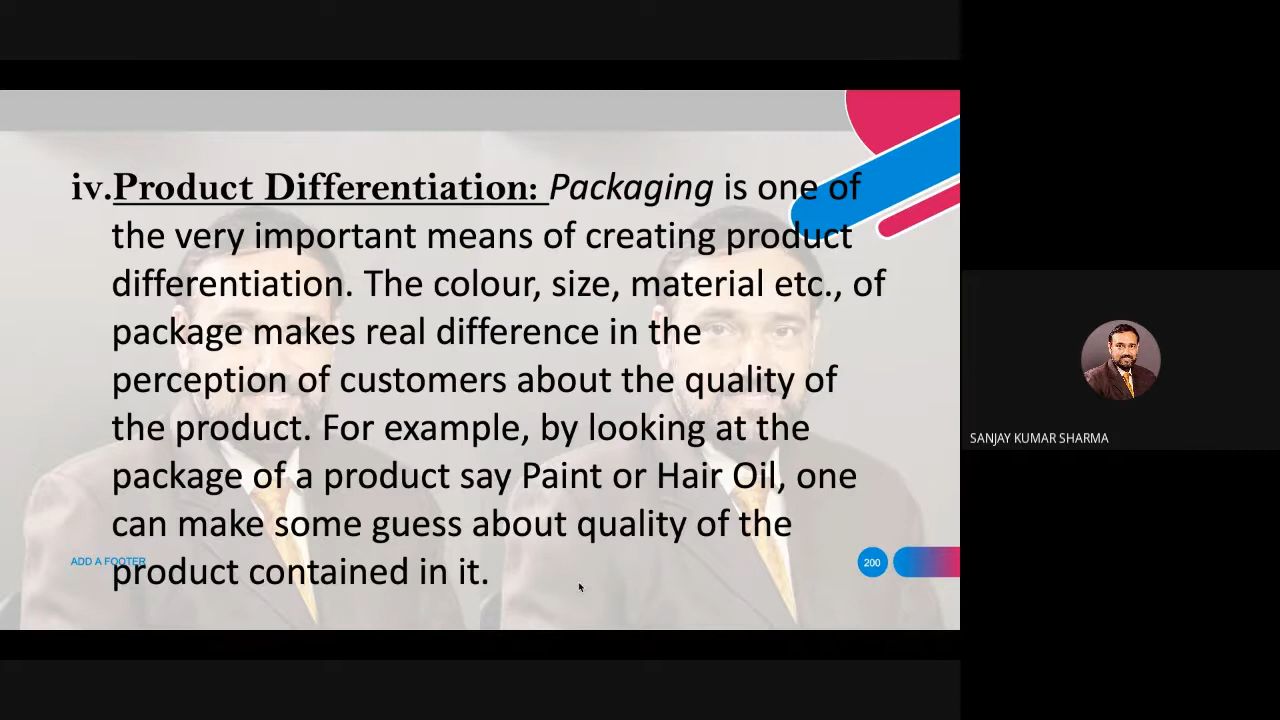 iv.Product Differentiation: Packaging is one of
the very important means of creating product
differentiation. The colour, size, material etc., of
package makes real difference in the
perception of customers about the quality of
the product. For example, by looking at the
package of a product say Paint or Hair Oil, one
can make some guess about quality of the
product contained in it.
ADD A FOOTER
200
SANJAY KUMAR SHARMA